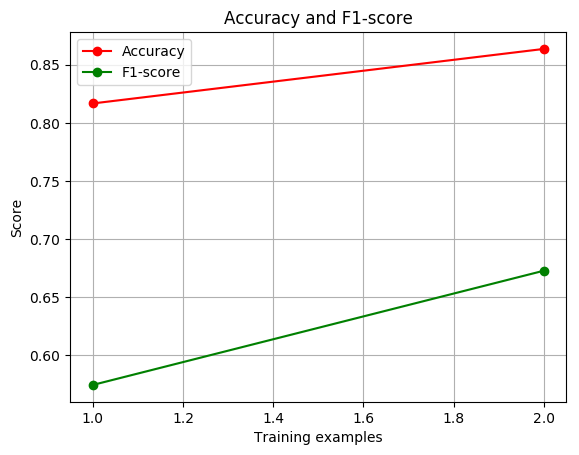 Accuracy and F1-score
Accuracy
F1-score
Score
0.85
0.80
0.75
0.70
0.65
0.60
1.0 1.2 1.4 1.6 1.8 2.0
Training examples